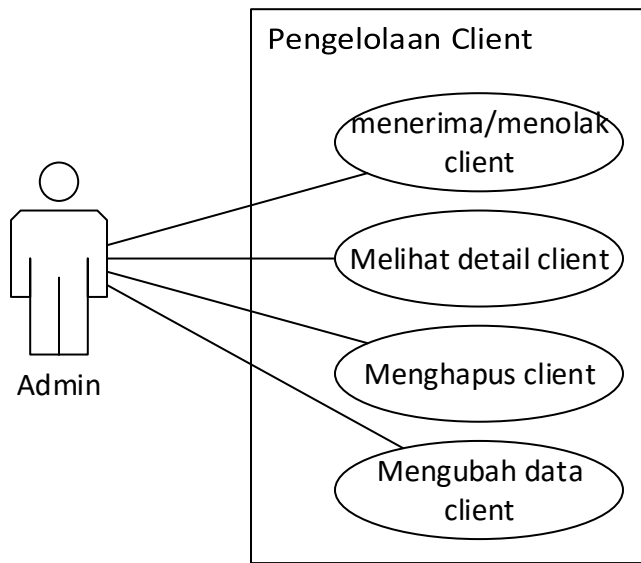 Pengelolaan Client
menerima/menolak
client
Melihat detail client
Menghapus client
Admin
Mengubah data
client